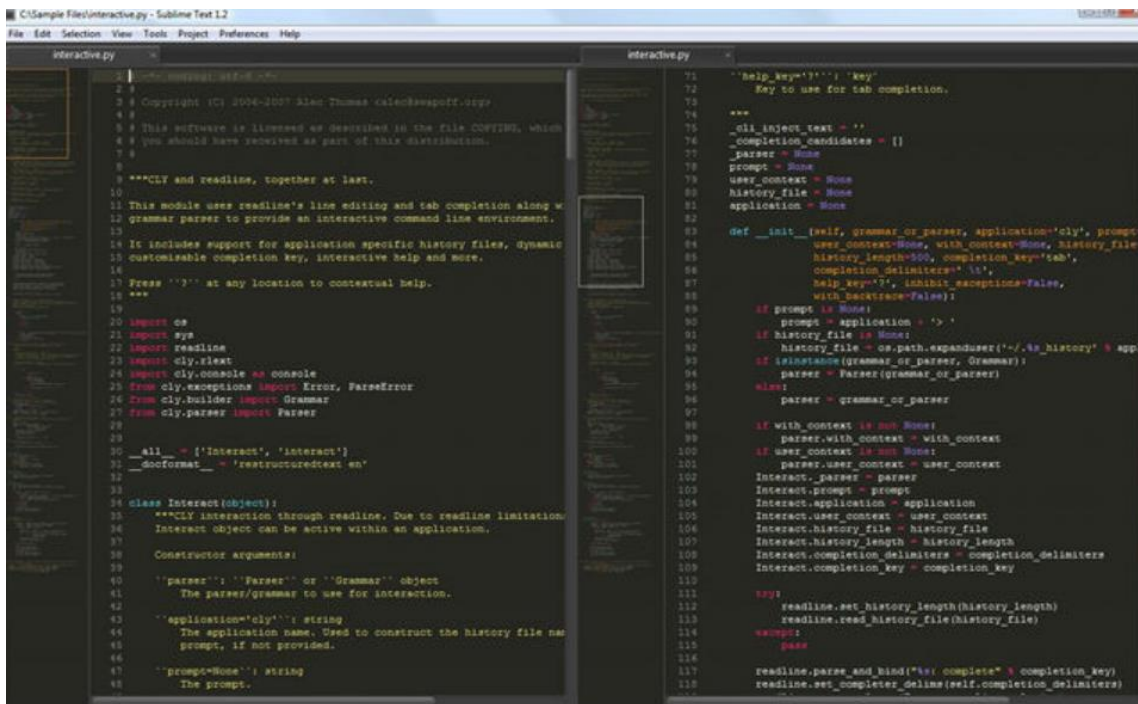 C:\Sample Files\interactive.py - Sublime Text 1.2
File Edit Selection View Tools Project Preferences Help
interactive.py
1 # -*- coding: utf-8 -*-
2 #
3 # Copyright (C) 2006-2007 Alec Thomas <alec@swapoff.org>
4 #
5 # This software is licensed as described in the file COPYING, which
6 # you should have received as part of this distribution.
7 #
8
9 """CLY and readline, together at last.
10
11 This module uses readline's line editing and tab completion along w
12 grammar parser to provide an interactive command line environment.
13
14 It includes support for application specific history files, dynamic
15 customisable completion key, interactive help and more.
16
17 Press ``?`` at any location to contextual help.
18 """
19
20 import os
21 import sys
22 import readline
23 import cly.rlext
24 import cly.console as console
25 from cly.exceptions import Error, ParseError
26 from cly.builder import Grammar
27 from cly.parser import Parser
28
29
30 __all__ = ['Interact', 'interact']
31 __docformat__ = 'restructuredtext en'
32
33
34 class Interact(object):
35 """CLY interaction through readline. Due to readline limitation
36 Interact object can be active within an application.
37
38 Constructor arguments:
39
40 ``parser``: ``Parser`` or ``Grammar`` object
41 The parser/grammar to use for interaction.
42
43 ``application='cly'``: string
44 The application name. Used to construct the history file nam
45 prompt, if not provided.
46
47 ``prompt=None``: string
48 The prompt.
interactive.py
71 ``help_key='?'``: 'key'
72 Key to use for tab completion.
73
74 """
75 _cli_inject_text = ''
76 _completion_candidates = []
77 _parser = None
78 prompt = None
79 user_context = None
80 history_file = None
81 application = None
82
83 def __init__(self, grammar_or_parser, application='cly', prompt
84 user_context=None, with_context=None, history_file
85 history_length=500, completion_key='tab',
86 completion_delimiters=' \t',
87 help_key='?', inhibit_exceptions=False,
88 with_backtrace=False):
89 if prompt is None:
90 prompt = application + '> '
91 if history_file is None:
92 history_file = os.path.expanduser('~/.%s_history' % app
93 if isinstance(grammar_or_parser, Grammar):
94 parser = Parser(grammar_or_parser)
95 else:
96 parser = grammar_or_parser
97
98 if with_context is not None:
99 parser.with_context = with_context
100 if user_context is not None:
101 parser.user_context = user_context
102 Interact._parser = parser
103 Interact.prompt = prompt
104 Interact.application = application
105 Interact.user_context = user_context
106 Interact.history_file = history_file
107 Interact.history_length = history_length
108 Interact.completion_delimiters = completion_delimiters
109 Interact.completion_key = completion_key
110
111 try:
112 readline.set_history_length(history_length)
113 readline.read_history_file(history_file)
114 except:
115 pass
116
117 readline.parse_and_bind("%s: complete" % completion_key)
118 readline.set_completer_delims(self.completion_delimiters)